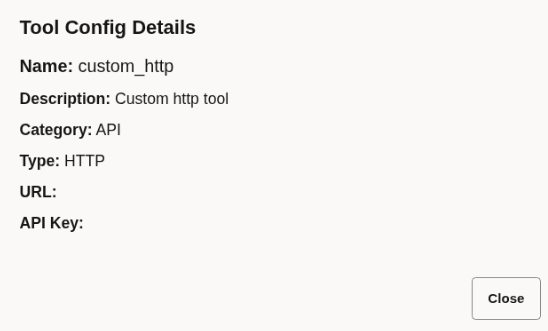 Tool Config Details
Name: custom_http
Description: Custom http tool
Category: API
Type: HTTP
URL:
API Key:
Close